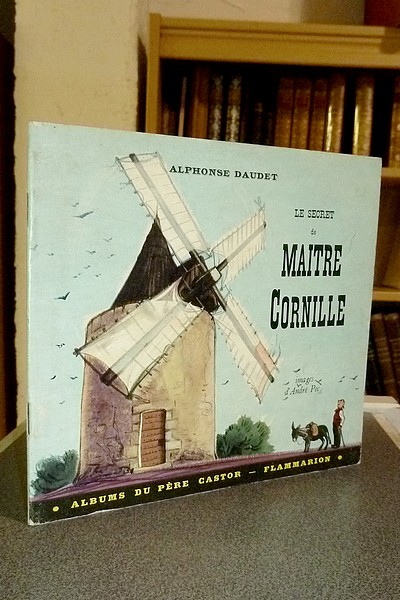 ALPHONSE DAUDET
LE SECRET
de
MAITRE
CORNILLE
images
d'André Pec
ALBUMS DU PÈRE CASTOR — FLAMMARION